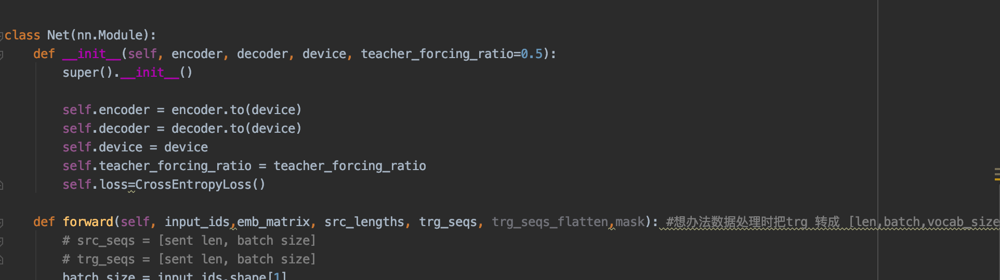 class Net(nn.Module):
def __init__(self, encoder, decoder, device, teacher_forcing_ratio=0.5):
super().__init__()
self.encoder = encoder.to(device)
self.decoder = decoder.to(device)
self.device = device
self.teacher_forcing_ratio = teacher_forcing_ratio
self.loss=CrossEntropyLoss()
def forward(self, input_ids,emb_matrix, src_lengths, trg_seqs, trg_seqs_flatten,mask): #想办法数据处理时把trg 转成 [len,batch,vocab_size
# src_seqs = [sent len, batch size]
# trg_seqs = [sent len, batch size]
batch_size = input_ids.shape[1]